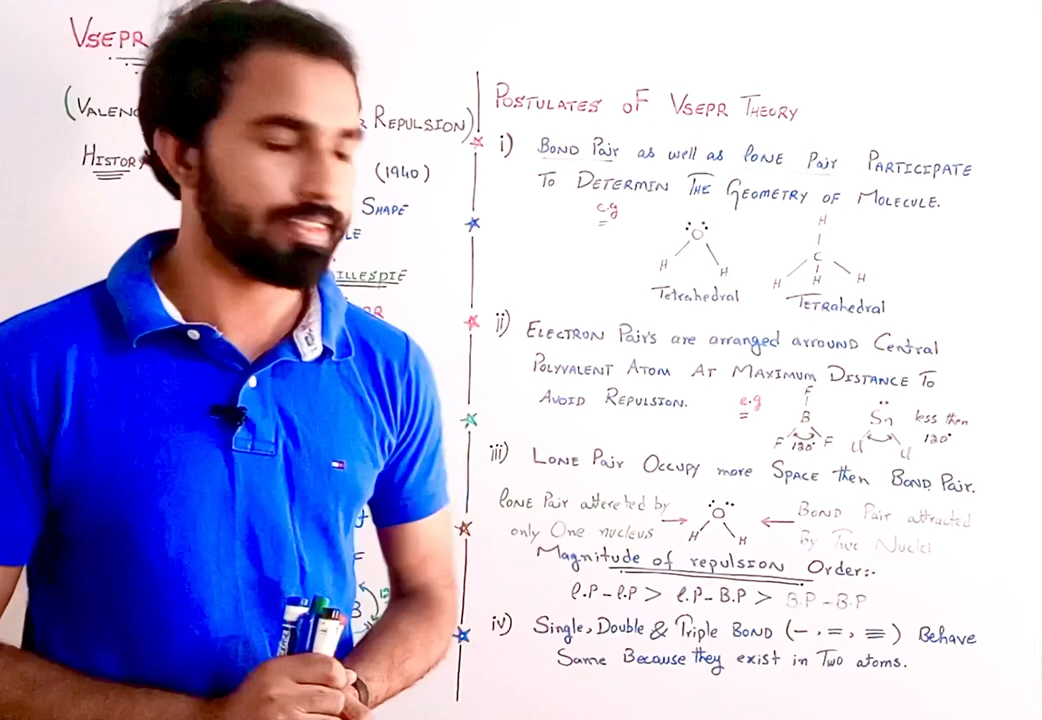 VSEPR
(VALENC
R REPULSION)
HISTORY
(1940)
SHAPE
LE
ILLESPIE
PR
POSTULATES OF VSEPR THEORY
i) BOND Pair as well as lONE Pair PARTICIPATE
To DETERMIN THE GEOMETRY OF MOLECULE.
e.g
O
H H
Tetrahedral
H
C
H H H
TETRAhedral
ii) ELECTRON Pair's are arranged arround Central
POLYVALENT ATOM AT MAXIMUM DISTANCE TO
AVOID REPULSION.
e.g
F
B
F 120° F
Sn
Cl Cl
less then
120°
iii) LONE Pair OCCUPY more SPACE then BOND Pair.
lONE Pair attereted by
only One nucleus
O
H H
BOND Pair attracted
By Two Nuclei
Magnitude of repulsion Order:-
l.P - l.P > l.P - B.P > B.P - B.P
iv) Single, Double & Triple BOND (-, =, ≡) Behave
Same Because they exist in Two atoms.
F
B